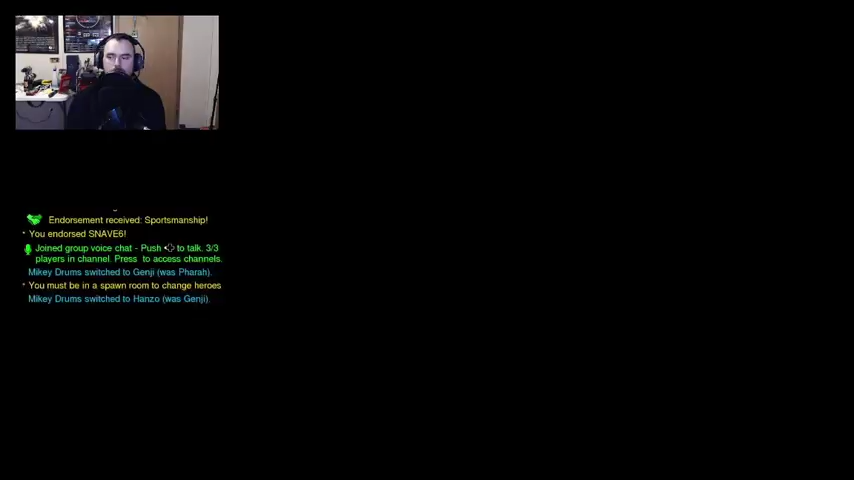 Endorsement received: Sportsmanship!
You endorsed SNAVE6!
Joined group voice chat - Push to talk. 3/3
players in channel. Press to access channels.
Mikey Drums switched to Genji (was Pharah).
You must be in a spawn room to change heroes
Mikey Drums switched to Hanzo (was Genji).